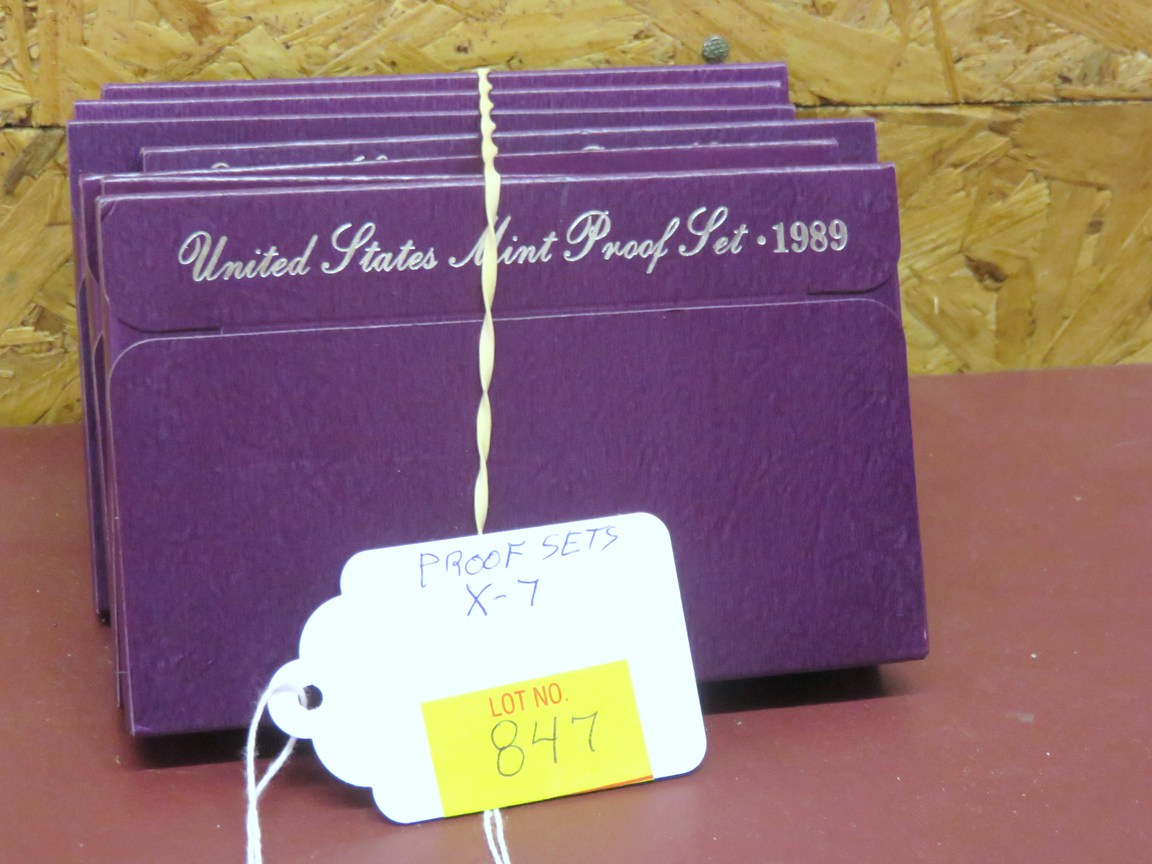 United States Mint Proof Set · 1989
PROOF SETS
X-7
LOT NO.
847